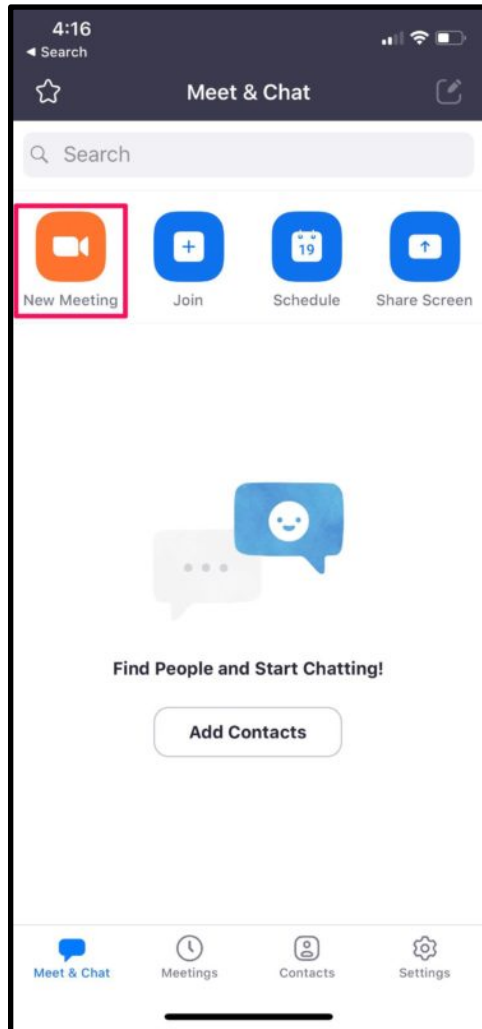 4:16
◄ Search
Meet & Chat
Search
New Meeting
Join
19
Schedule
Share Screen
Find People and Start Chatting!
Add Contacts
Meet & Chat
Meetings
Contacts
Settings